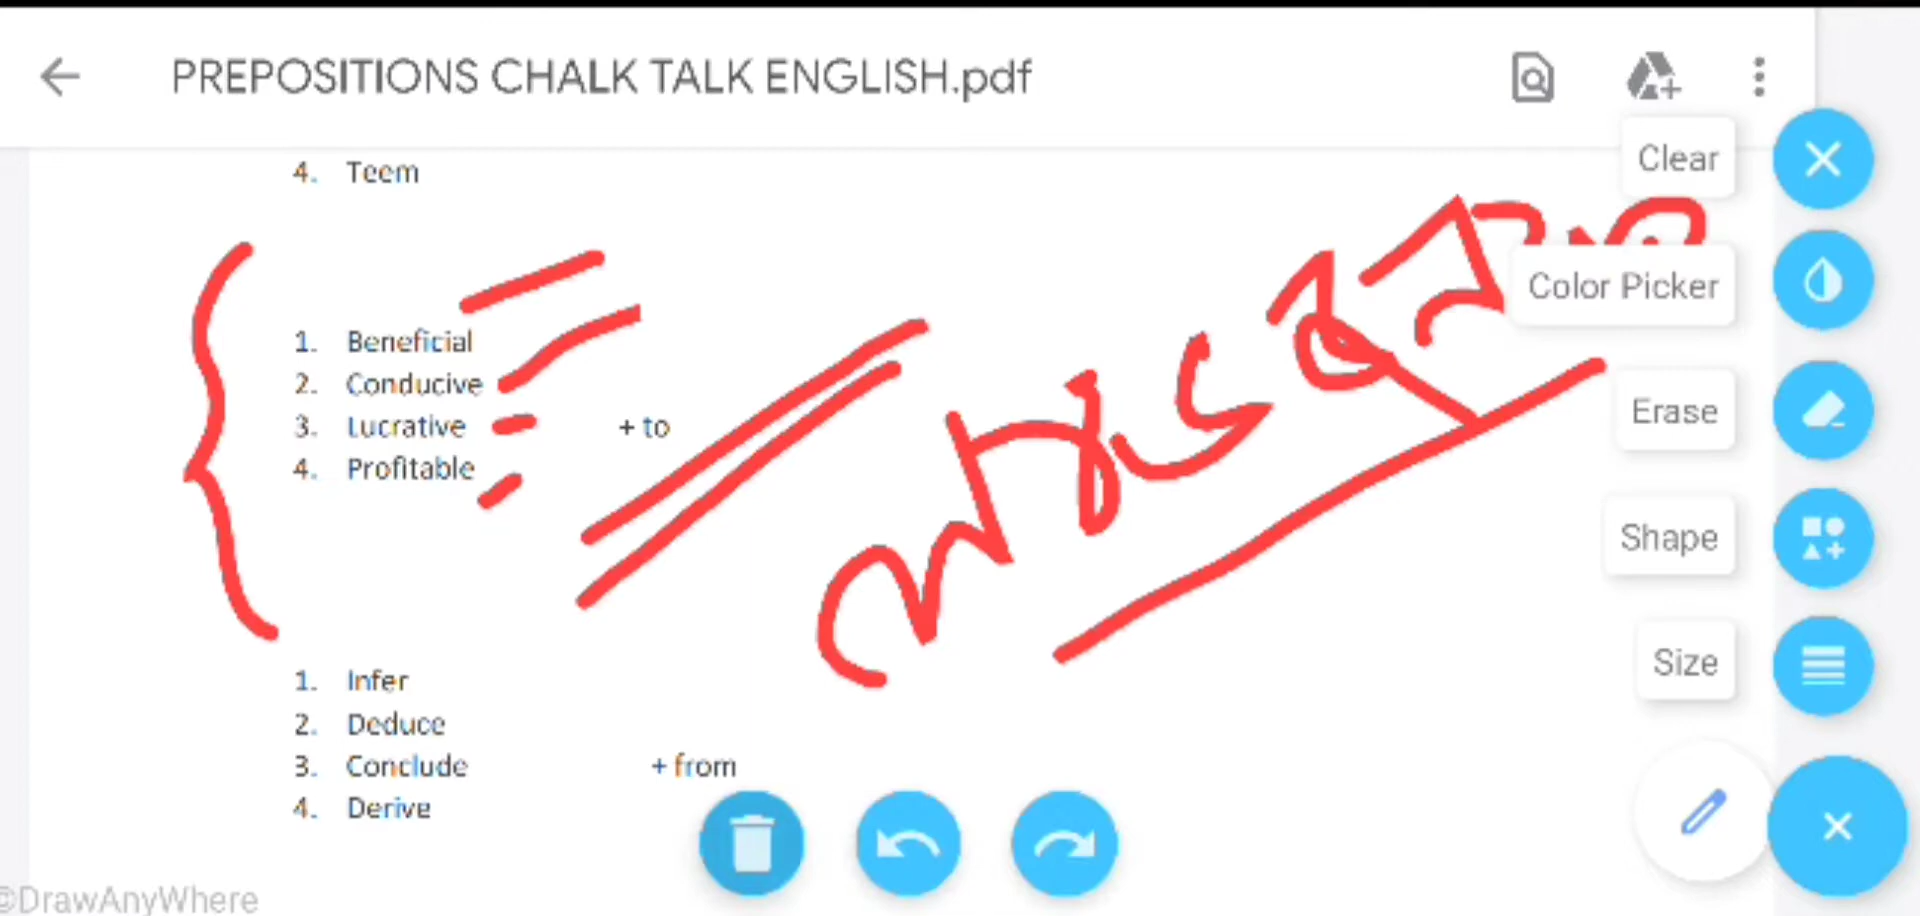 PREPOSITIONS CHALK TALK ENGLISH.pdf
Clear
4. Teem
Color Picker
1. Beneficial
2. Conducive
Erase
3. Lucrative + to
4. Profitable
Shape
Size
1. Infer
2. Deduce
3. Conclude + from
4. Derive
©DrawAnyWhere